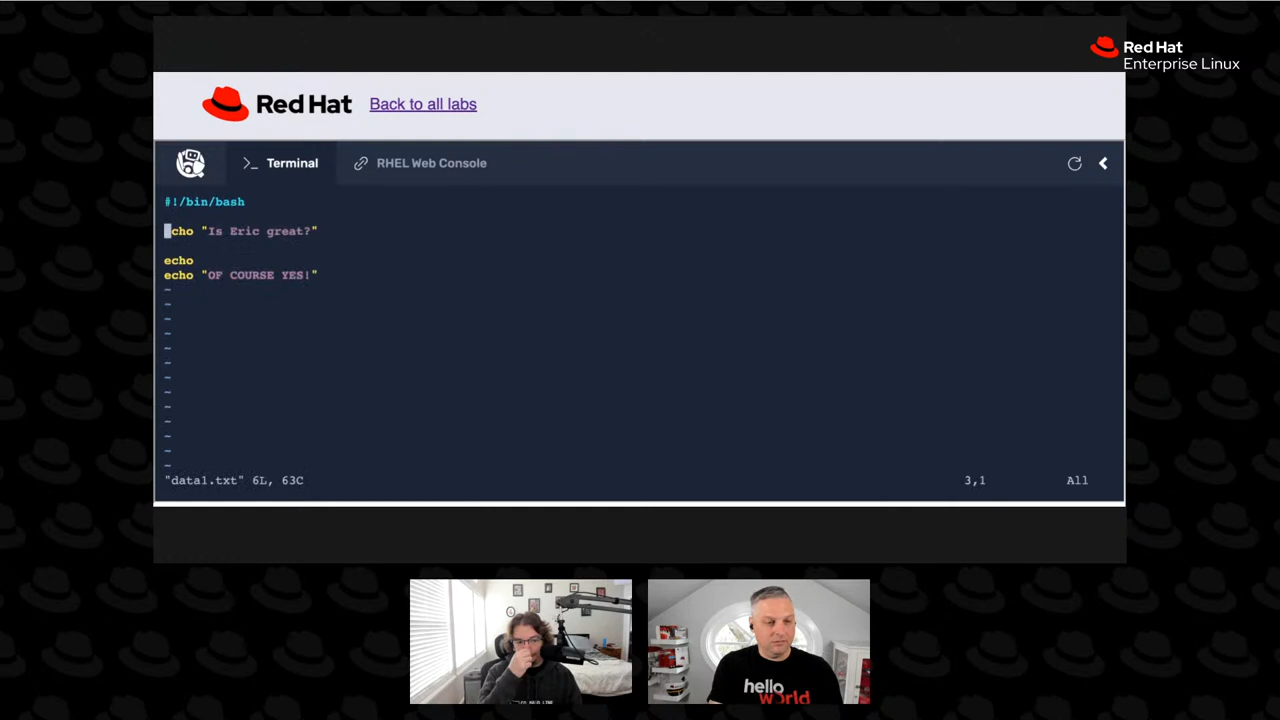 Red Hat
Enterprise Linux
Red Hat Back to all labs
>_ Terminal RHEL Web Console
#!/bin/bash
echo "Is Eric great?"
echo
echo "OF COURSE YES!"
~
~
~
~
~
~
~
~
~
~
~
~
~
"data1.txt" 6L, 63C 3,1 All
hello
world